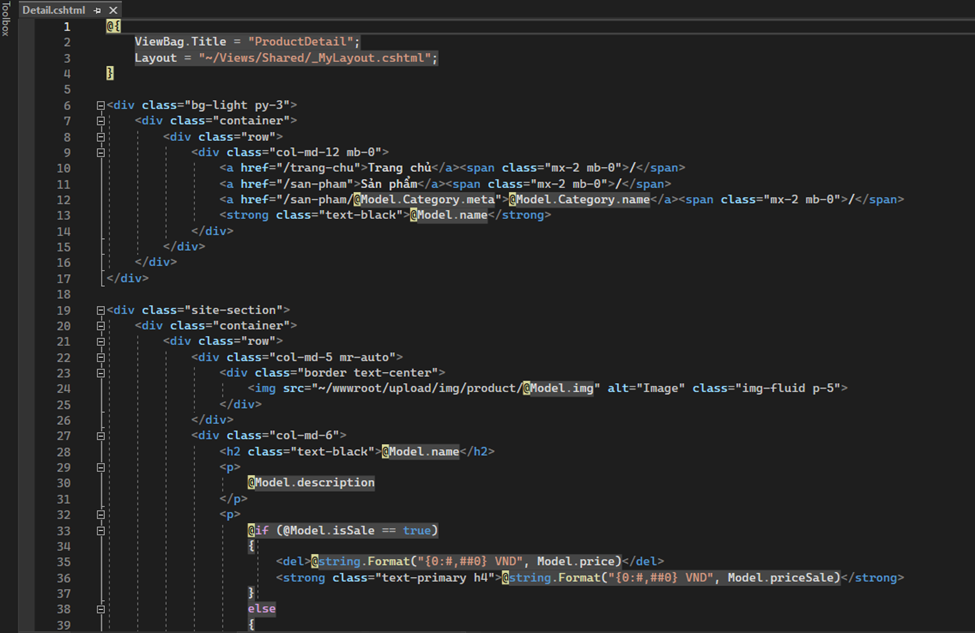 Toolbox
Detail.cshtml
1 @{
2 ViewBag.Title = "ProductDetail";
3 Layout = "~/Views/Shared/_MyLayout.cshtml";
4 }
5
6 <div class="bg-light py-3">
7 <div class="container">
8 <div class="row">
9 <div class="col-md-12 mb-0">
10 <a href="/trang-chu">Trang chủ</a><span class="mx-2 mb-0">/</span>
11 <a href="/san-pham">Sản phẩm</a><span class="mx-2 mb-0">/</span>
12 <a href="/san-pham/@Model.Category.meta">@Model.Category.name</a><span class="mx-2 mb-0">/</span>
13 <strong class="text-black">@Model.name</strong>
14 </div>
15 </div>
16 </div>
17 </div>
18
19 <div class="site-section">
20 <div class="container">
21 <div class="row">
22 <div class="col-md-5 mr-auto">
23 <div class="border text-center">
24 <img src="~/wwwroot/upload/img/product/@Model.img" alt="Image" class="img-fluid p-5">
25 </div>
26 </div>
27 <div class="col-md-6">
28 <h2 class="text-black">@Model.name</h2>
29 <p>
30 @Model.description
31 </p>
32 <p>
33 @if (@Model.isSale == true)
34 {
35 <del>@string.Format("{0:#,##0} VND", Model.price)</del>
36 <strong class="text-primary h4">@string.Format("{0:#,##0} VND", Model.priceSale)</strong>
37 }
38 else
39 {